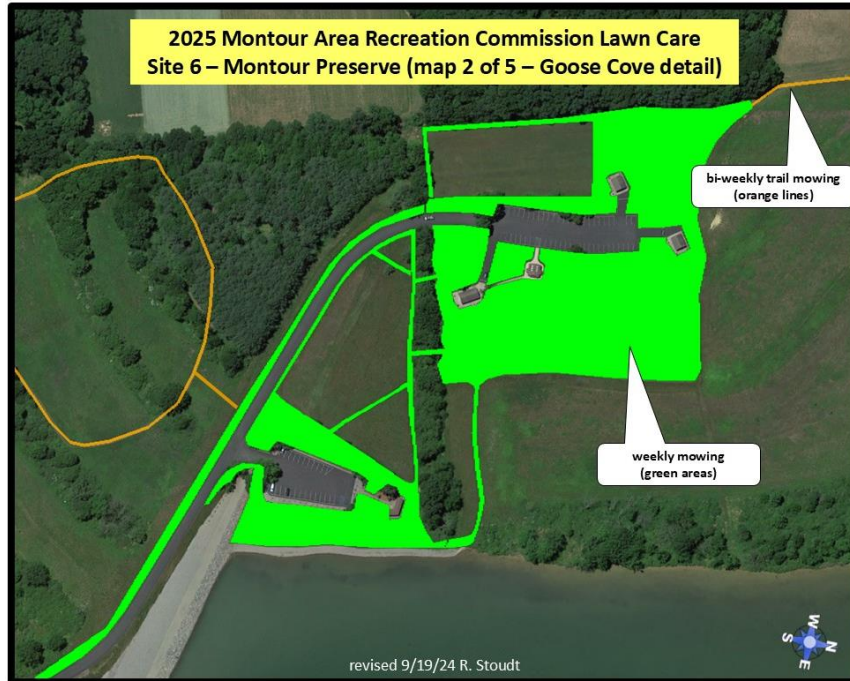 2025 Montour Area Recreation Commission Lawn Care
Site 6 – Montour Preserve (map 2 of 5 – Goose Cove detail)
bi-weekly trail mowing
(orange lines)
weekly mowing
(green areas)
W
S
N
E
revised 9/19/24 R. Stoudt